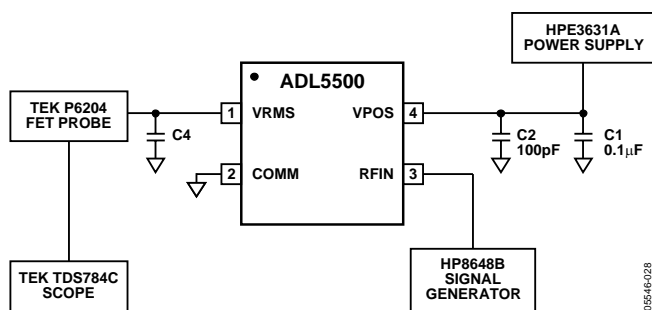 HPE3631A
POWER SUPPLY
ADL5500
TEK P6204
FET PROBE
1
VRMS
VPOS
4
C4
C2
100pF
C1
0.1µF
2
COMM
RFIN
3
TEK TDS784C
SCOPE
HP8648B
SIGNAL
GENERATOR
05546-028